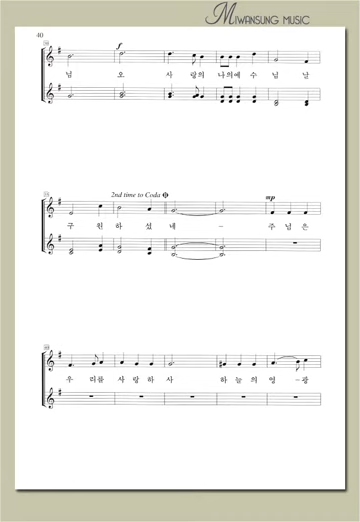 MIWANSUNG MUSIC
40
f
님 오 사 랑의 나의예 수 님 날
2nd time to Coda
mp
구 원 하 셨 네 – 주 님 은
우 리를 사 랑 하 사 하 늘 의 영 –광